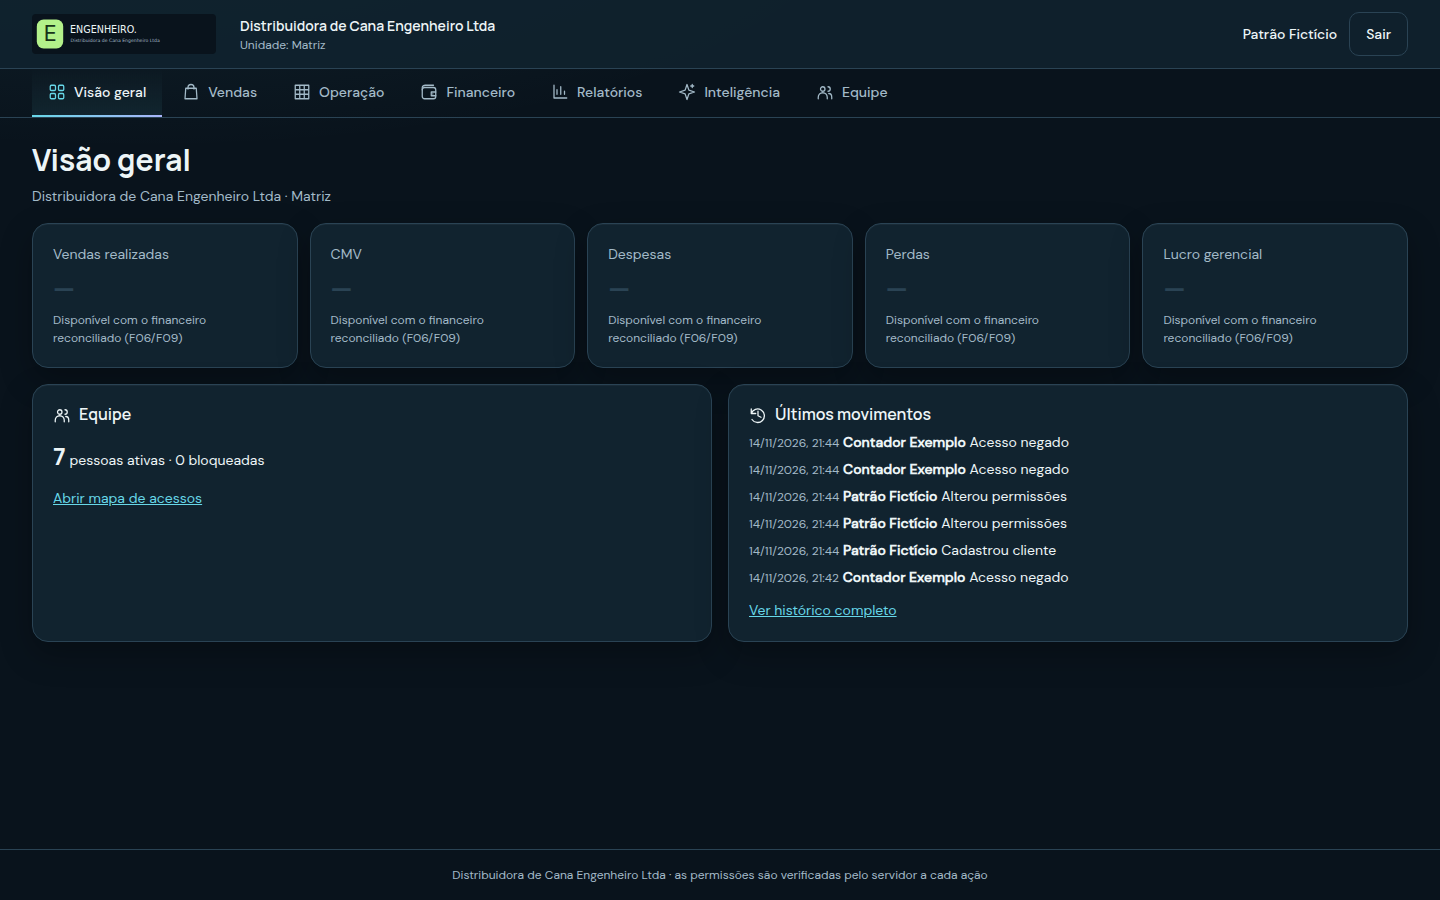 E ENGENHEIRO.
Distribuidora de Cana Engenheiro Ltda
Distribuidora de Cana Engenheiro Ltda
Unidade: Matriz
Patrão Fictício
Sair
Visão geral
Vendas
Operação
Financeiro
Relatórios
Inteligência
Equipe
Visão geral
Distribuidora de Cana Engenheiro Ltda · Matriz
Vendas realizadas
—
Disponível com o financeiro
reconciliado (F06/F09)
CMV
—
Disponível com o financeiro
reconciliado (F06/F09)
Despesas
—
Disponível com o financeiro
reconciliado (F06/F09)
Perdas
—
Disponível com o financeiro
reconciliado (F06/F09)
Lucro gerencial
—
Disponível com o financeiro
reconciliado (F06/F09)
Equipe
7 pessoas ativas · 0 bloqueadas
Abrir mapa de acessos
Últimos movimentos
14/11/2026, 21:44 Contador Exemplo Acesso negado
14/11/2026, 21:44 Contador Exemplo Acesso negado
14/11/2026, 21:44 Patrão Fictício Alterou permissões
14/11/2026, 21:44 Patrão Fictício Alterou permissões
14/11/2026, 21:44 Patrão Fictício Cadastrou cliente
14/11/2026, 21:42 Contador Exemplo Acesso negado
Ver histórico completo
Distribuidora de Cana Engenheiro Ltda · as permissões são verificadas pelo servidor a cada ação